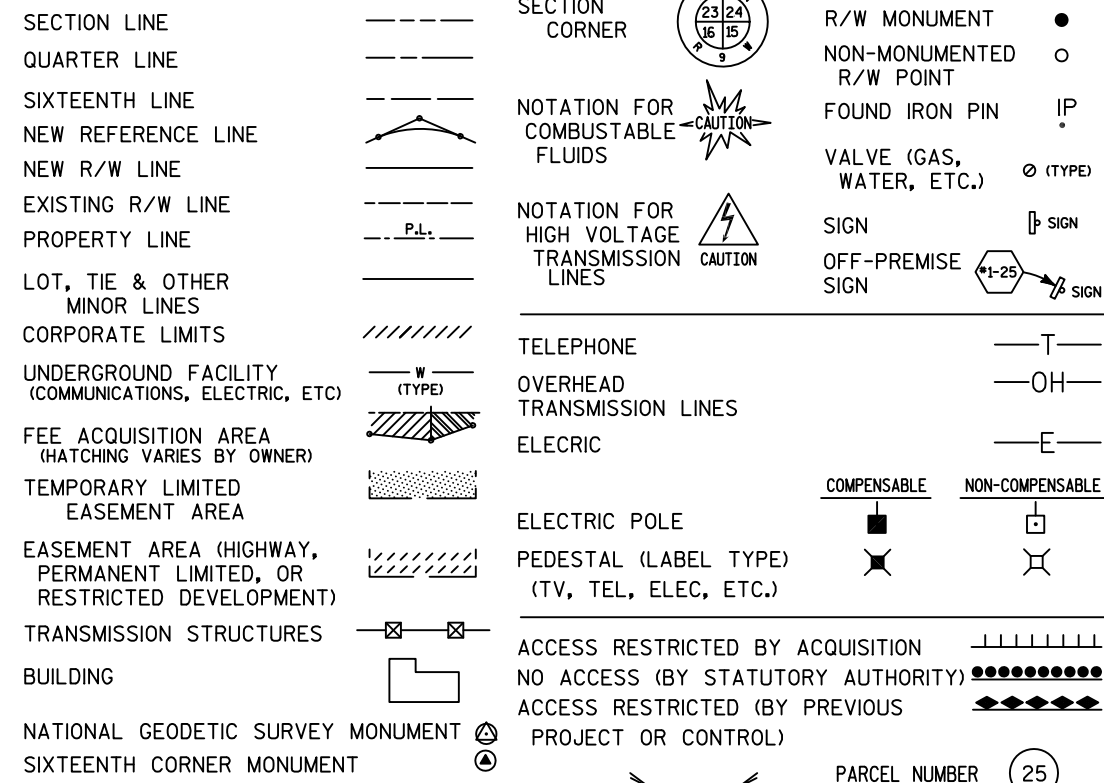 SECTION LINE
QUARTER LINE
SIXTEENTH LINE
NEW REFERENCE LINE
NEW R/W LINE
EXISTING R/W LINE
PROPERTY LINE
P.L.
LOT, TIE & OTHER
MINOR LINES
CORPORATE LIMITS
UNDERGROUND FACILITY
(COMMUNICATIONS, ELECTRIC, ETC)
W
(TYPE)
FEE ACQUISITION AREA
(HATCHING VARIES BY OWNER)
TEMPORARY LIMITED
EASEMENT AREA
EASEMENT AREA (HIGHWAY,
PERMANENT LIMITED, OR
RESTRICTED DEVELOPMENT)
TRANSMISSION STRUCTURES
BUILDING
NATIONAL GEODETIC SURVEY MONUMENT
SIXTEENTH CORNER MONUMENT
SECTION
CORNER
23 24
16 15
R 9 W
NOTATION FOR
COMBUSTABLE
FLUIDS
CAUTION
NOTATION FOR
HIGH VOLTAGE
TRANSMISSION
LINES
CAUTION
R/W MONUMENT
NON-MONUMENTED
R/W POINT
FOUND IRON PIN
IP
VALVE (GAS,
WATER, ETC.)
(TYPE)
SIGN
SIGN
OFF-PREMISE
SIGN
#1-25
SIGN
TELEPHONE
T
OVERHEAD
TRANSMISSION LINES
OH
ELECRIC
E
COMPENSABLE NON-COMPENSABLE
ELECTRIC POLE
PEDESTAL (LABEL TYPE)
(TV, TEL, ELEC, ETC.)
ACCESS RESTRICTED BY ACQUISITION
NO ACCESS (BY STATUTORY AUTHORITY)
ACCESS RESTRICTED (BY PREVIOUS
PROJECT OR CONTROL)
PARCEL NUMBER
25